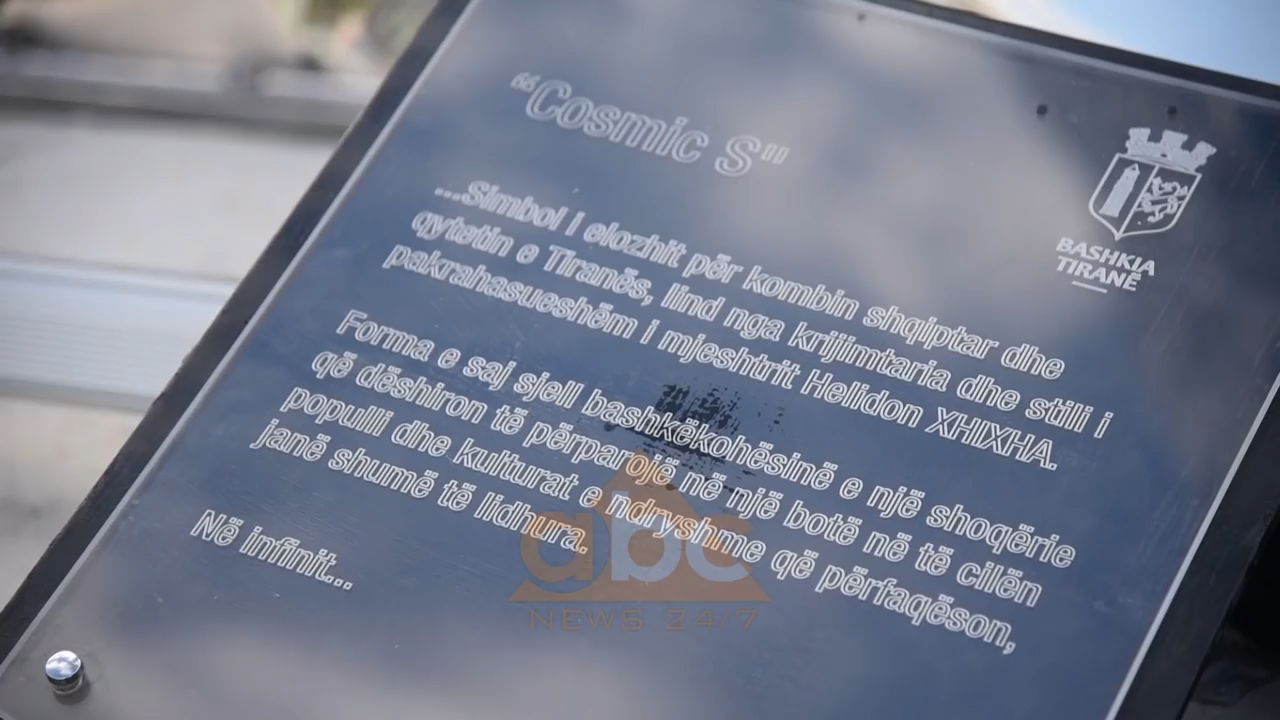 “Cosmic S"
BASHKIA
TIRANË
...Simbol i elozhit për kombin shqiptar dhe
qytetin e Tiranës, lind nga krijimtaria dhe stili i
pakrahasueshëm i mjeshtrit Helidon XHIXHA.
Forma e saj sjell bashkëkohësinë e një shoqërie
që dëshiron të përparojë në një botë në të cilën
populli dhe kulturat e ndryshme që përfaqëson,
janë shumë të lidhura.
Në infinit...
abc
NEWS 24/7